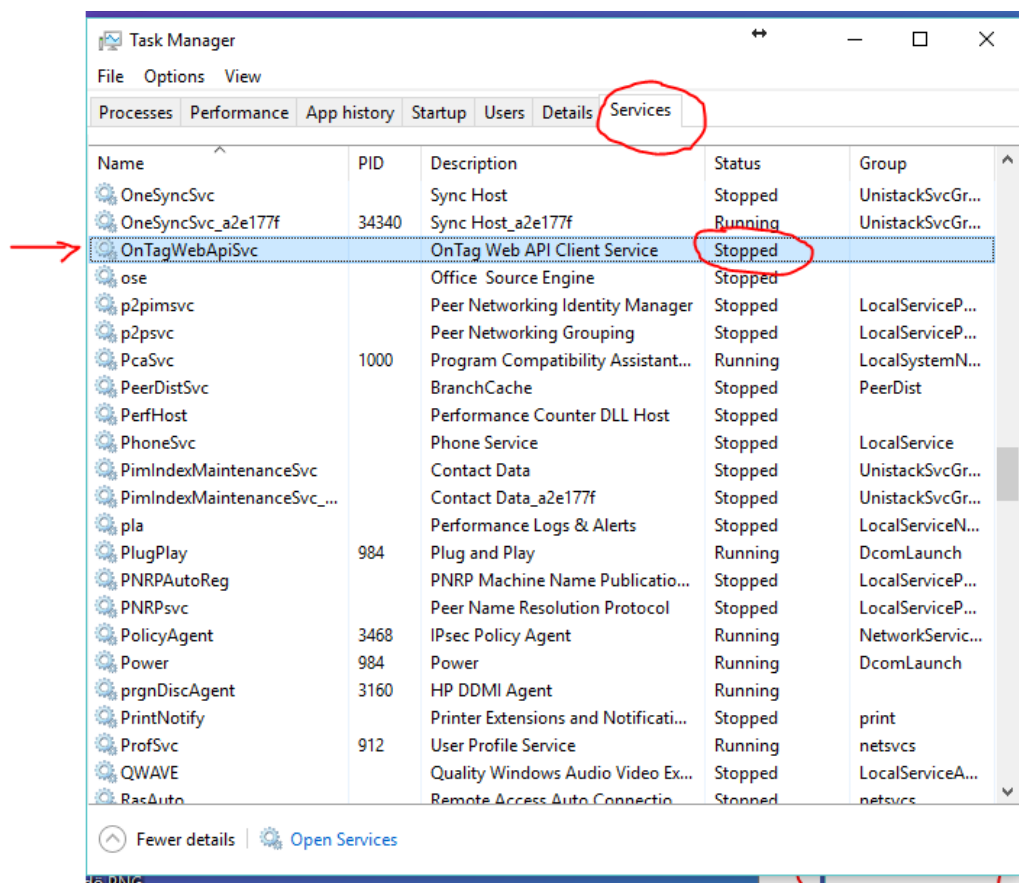 Task Manager
File Options View
Processes Performance App history Startup Users Details Services
Name PID Description Status Group
OneSyncSvc Sync Host Stopped UnistackSvcGr...
OneSyncSvc_a2e177f 34340 Sync Host_a2e177f Running UnistackSvcGr...
OnTagWebApiSvc OnTag Web API Client Service Stopped
ose Office Source Engine Stopped
p2pimsvc Peer Networking Identity Manager Stopped LocalServiceP...
p2psvc Peer Networking Grouping Stopped LocalServiceP...
PcaSvc 1000 Program Compatibility Assistant... Running LocalSystemN...
PeerDistSvc BranchCache Stopped PeerDist
PerfHost Performance Counter DLL Host Stopped
PhoneSvc Phone Service Stopped LocalService
PimIndexMaintenanceSvc Contact Data Stopped UnistackSvcGr...
PimIndexMaintenanceSvc_... Contact Data_a2e177f Stopped UnistackSvcGr...
pla Performance Logs & Alerts Stopped LocalServiceN...
PlugPlay 984 Plug and Play Running DcomLaunch
PNRPAutoReg PNRP Machine Name Publicatio... Stopped LocalServiceP...
PNRPsvc Peer Name Resolution Protocol Stopped LocalServiceP...
PolicyAgent 3468 IPsec Policy Agent Running NetworkServic...
Power 984 Power Running DcomLaunch
prgnDiscAgent 3160 HP DDMI Agent Running
PrintNotify Printer Extensions and Notificati... Stopped print
ProfSvc 912 User Profile Service Running netsvcs
QWAVE Quality Windows Audio Video Ex... Stopped LocalServiceA...
RasAuto Remote Access Auto Connectio Stopped netsvcs
Fewer details Open Services